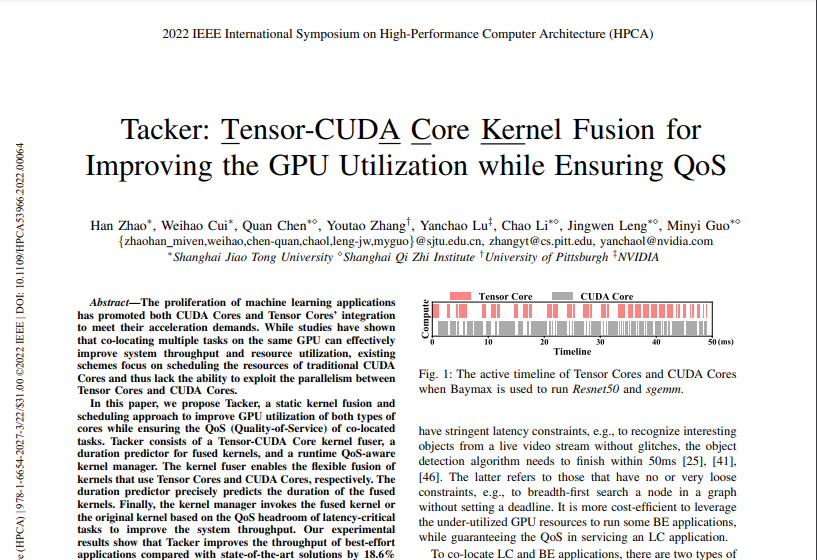 2022 IEEE International Symposium on High-Performance Computer Architecture (HPCA)
Tacker: Tensor-CUDA Core Kernel Fusion for
Improving the GPU Utilization while Ensuring QoS
Han Zhao*, Weihao Cui*, Quan Chen*⋄, Youtao Zhang†, Yanchao Lu‡, Chao Li*⋄, Jingwen Leng*⋄, Minyi Guo*⋄
{zhaohan_miven,weihao,chen-quan,chaol,leng-jw,myguo}@sjtu.edu.cn, zhangyt@cs.pitt.edu, yanchaol@nvidia.com
*Shanghai Jiao Tong University ⋄Shanghai Qi Zhi Institute †University of Pittsburgh ‡NVIDIA
Abstract—The proliferation of machine learning applications
has promoted both CUDA Cores and Tensor Cores' integration
to meet their acceleration demands. While studies have shown
that co-locating multiple tasks on the same GPU can effectively
improve system throughput and resource utilization, existing
schemes focus on scheduling the resources of traditional CUDA
Cores and thus lack the ability to exploit the parallelism between
Tensor Cores and CUDA Cores.
In this paper, we propose Tacker, a static kernel fusion and
scheduling approach to improve GPU utilization of both types of
cores while ensuring the QoS (Quality-of-Service) of co-located
tasks. Tacker consists of a Tensor-CUDA Core kernel fuser, a
duration predictor for fused kernels, and a runtime QoS-aware
kernel manager. The kernel fuser enables the flexible fusion of
kernels that use Tensor Cores and CUDA Cores, respectively. The
duration predictor precisely predicts the duration of the fused
kernels. Finally, the kernel manager invokes the fused kernel or
the original kernel based on the QoS headroom of latency-critical
tasks to improve the system throughput. Our experimental
results show that Tacker improves the throughput of best-effort
applications compared with state-of-the-art solutions by 18.6%
Tensor Core CUDA Core
Compute
0 10 20 30 40 50 (ms)
Timeline
Fig. 1: The active timeline of Tensor Cores and CUDA Cores
when Baymax is used to run Resnet50 and sgemm.
have stringent latency constraints, e.g., to recognize interesting
objects from a live video stream without glitches, the object
detection algorithm needs to finish within 50ms [25], [41],
[46]. The latter refers to those that have no or very loose
constraints, e.g., to breadth-first search a node in a graph
without setting a deadline. It is more cost-efficient to leverage
the under-utilized GPU resources to run some BE applications,
while guaranteeing the QoS in servicing an LC application.
To co-locate LC and BE applications, there are two types of
e (HPCA) | 978-1-6654-2027-3/22/$31.00 ©2022 IEEE | DOI: 10.1109/HPCA53966.2022.00064